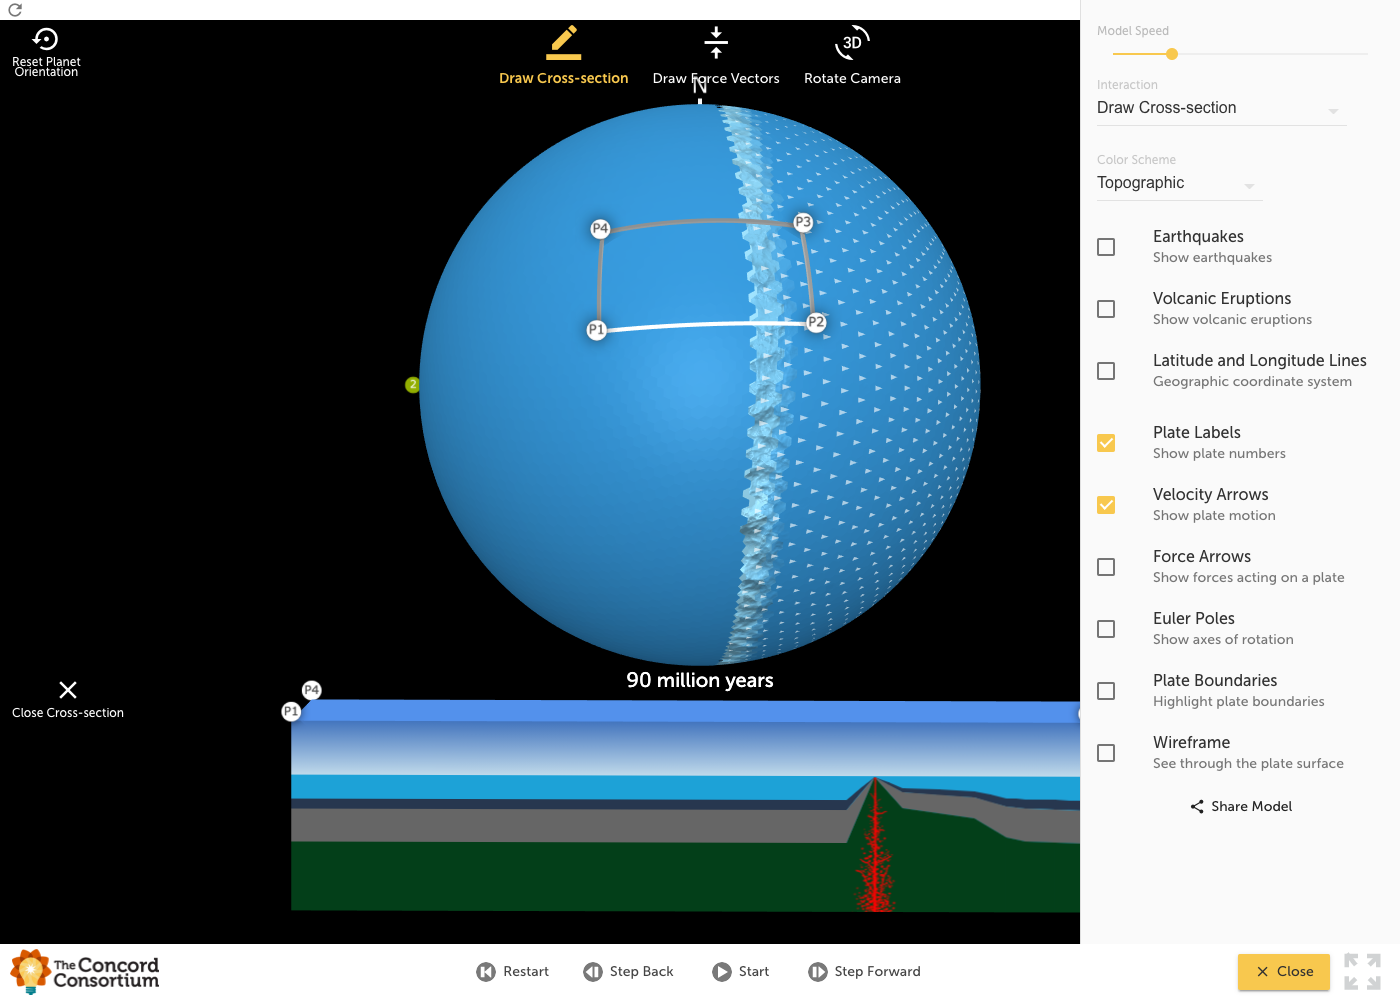 Reset Planet
Orientation
Draw Cross-section
Draw Force Vectors
3D
Rotate Camera
N
P4
P3
P1
P2
2
90 million years
Close Cross-section
P4
P1
Model Speed
Interaction
Draw Cross-section
Color Scheme
Topographic
Earthquakes
Show earthquakes
Volcanic Eruptions
Show volcanic eruptions
Latitude and Longitude Lines
Geographic coordinate system
Plate Labels
Show plate numbers
Velocity Arrows
Show plate motion
Force Arrows
Show forces acting on a plate
Euler Poles
Show axes of rotation
Plate Boundaries
Highlight plate boundaries
Wireframe
See through the plate surface
Share Model
The Concord
Consortium
Restart
Step Back
Start
Step Forward
Close